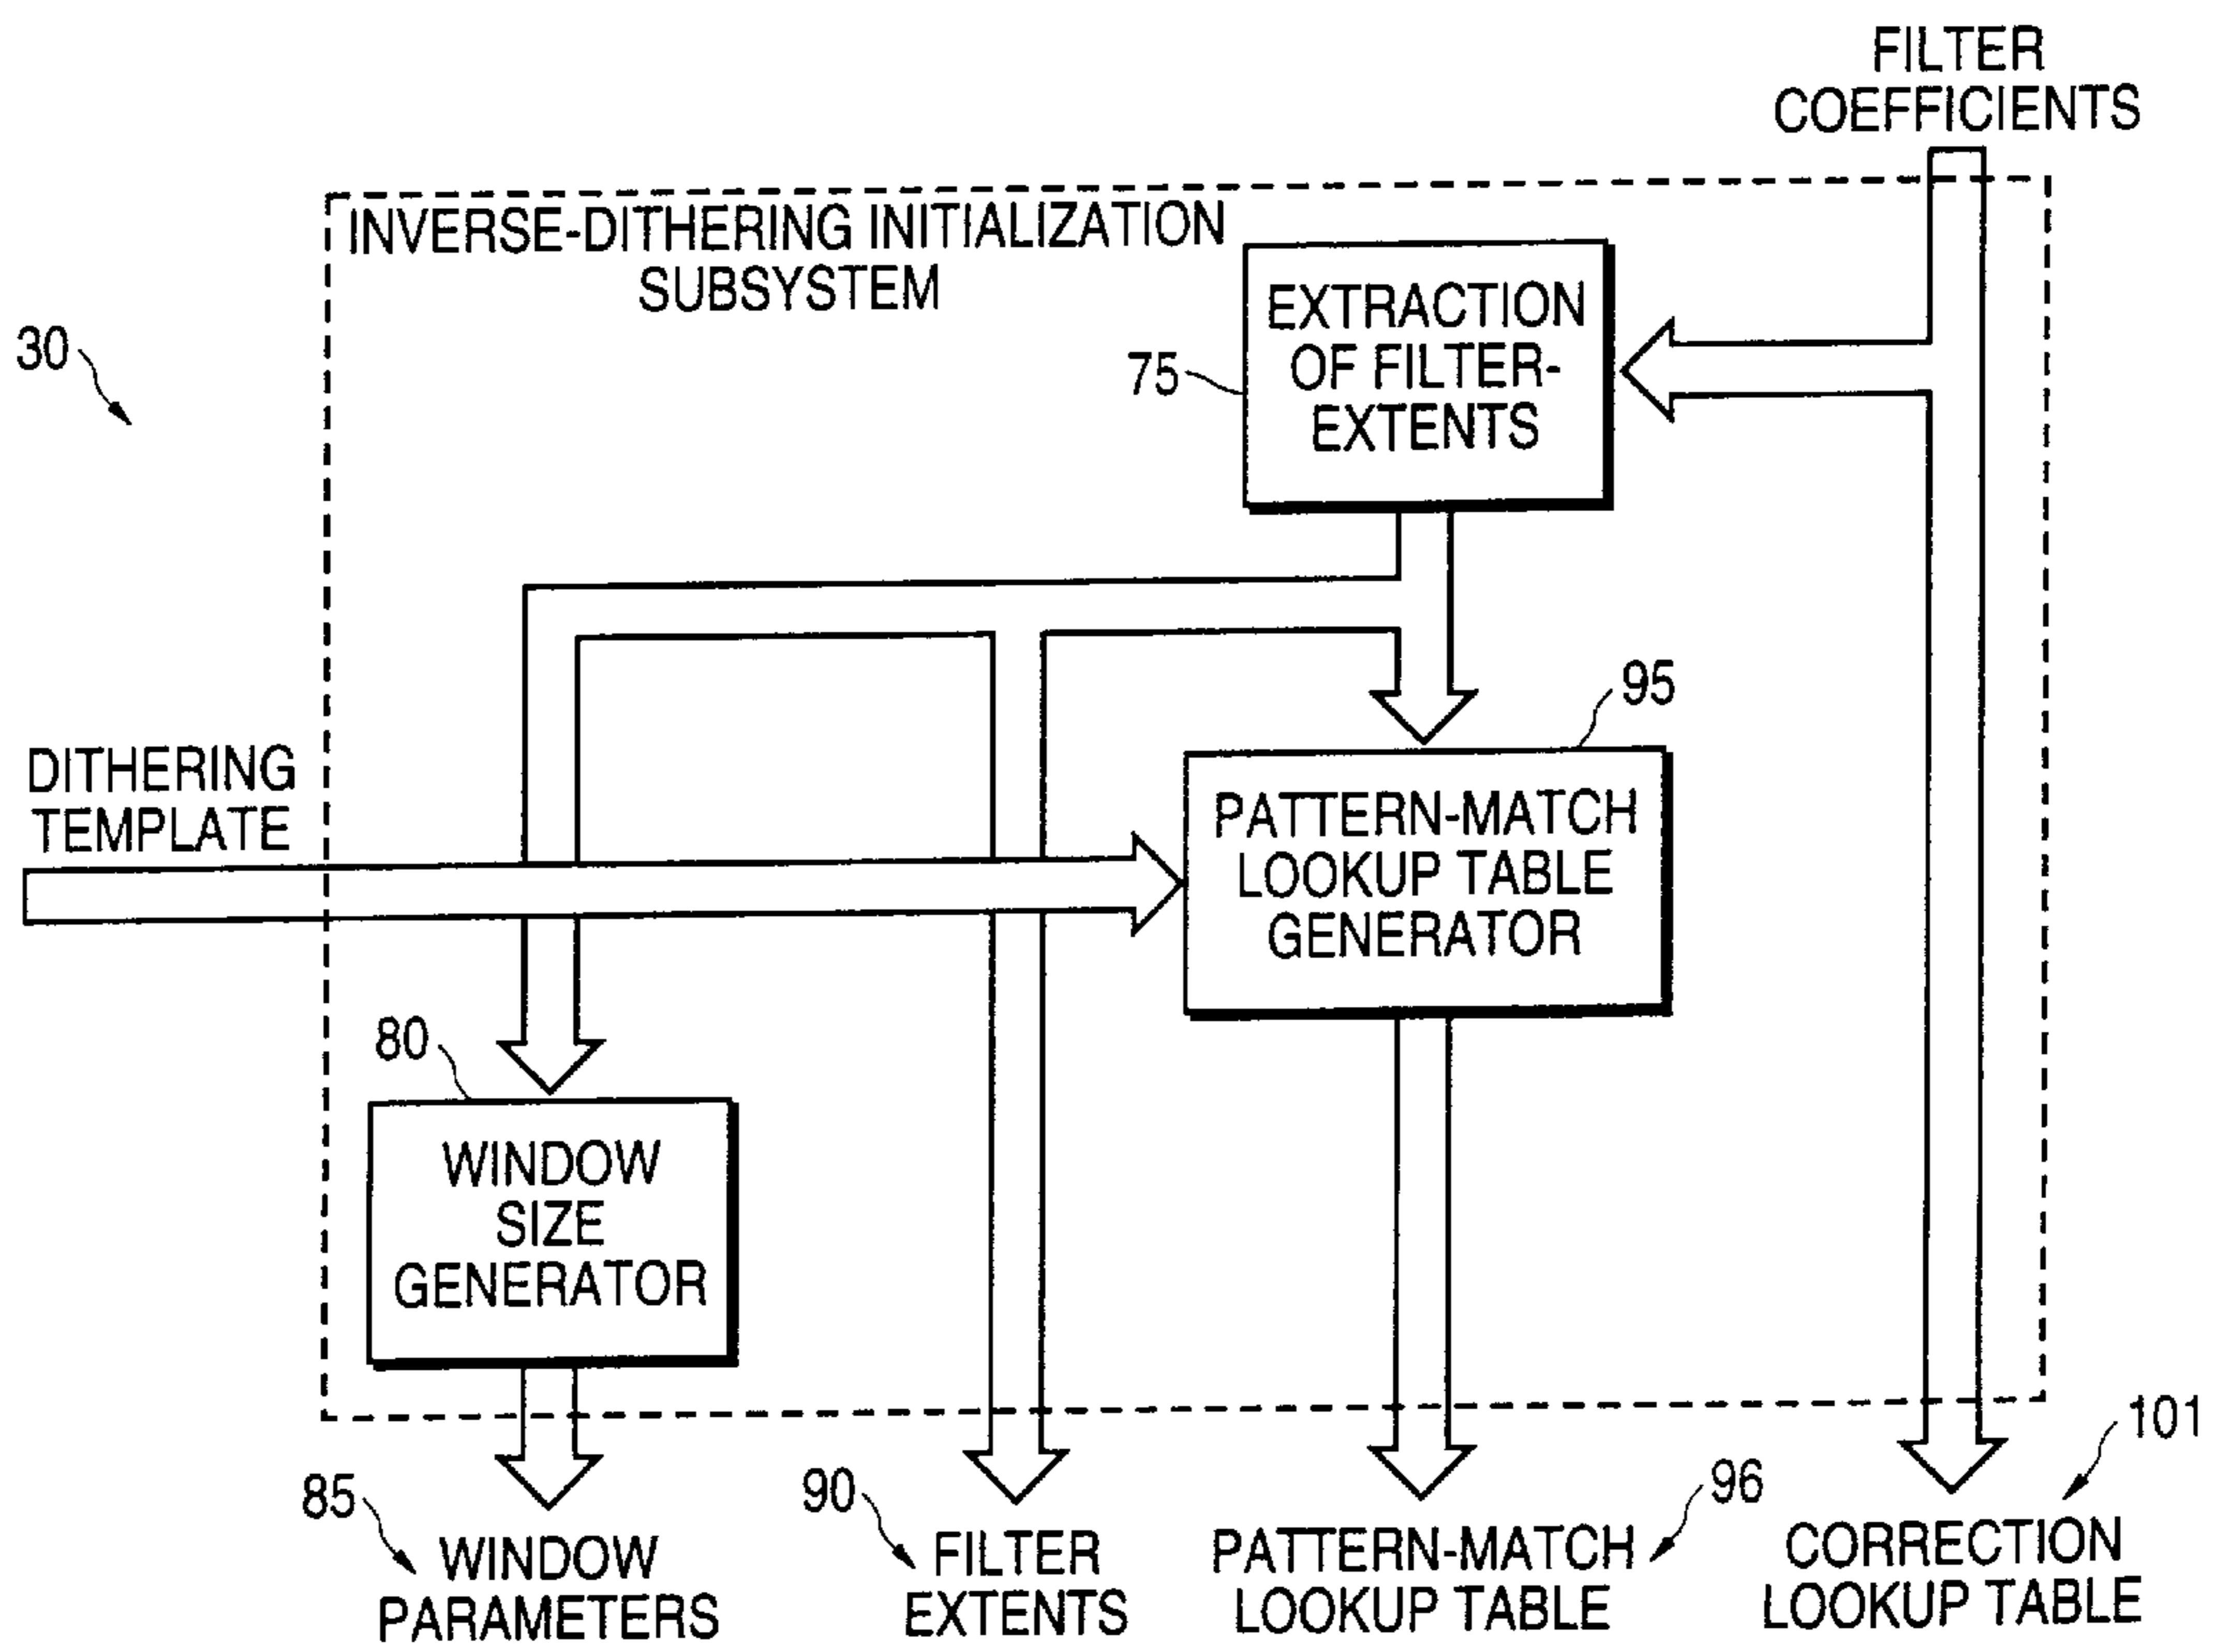 FILTER
COEFFICIENTS
INVERSE-DITHERING INITIALIZATION
SUBSYSTEM
30
75
EXTRACTION
OF FILTER-
EXTENTS
95
DITHERING
TEMPLATE
PATTERN-MATCH
LOOKUP TABLE
GENERATOR
80
WINDOW
SIZE
GENERATOR
85
WINDOW
PARAMETERS
90
FILTER
EXTENTS
96
PATTERN-MATCH
LOOKUP TABLE
101
CORRECTION
LOOKUP TABLE